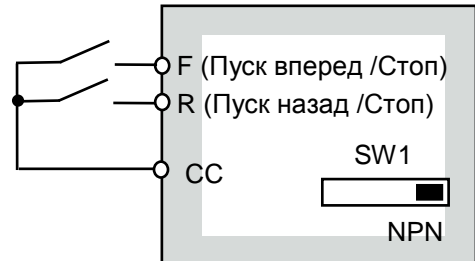 F (Пуск вперед /Стоп)
R (Пуск назад /Стоп)
SW1
CC
NPN